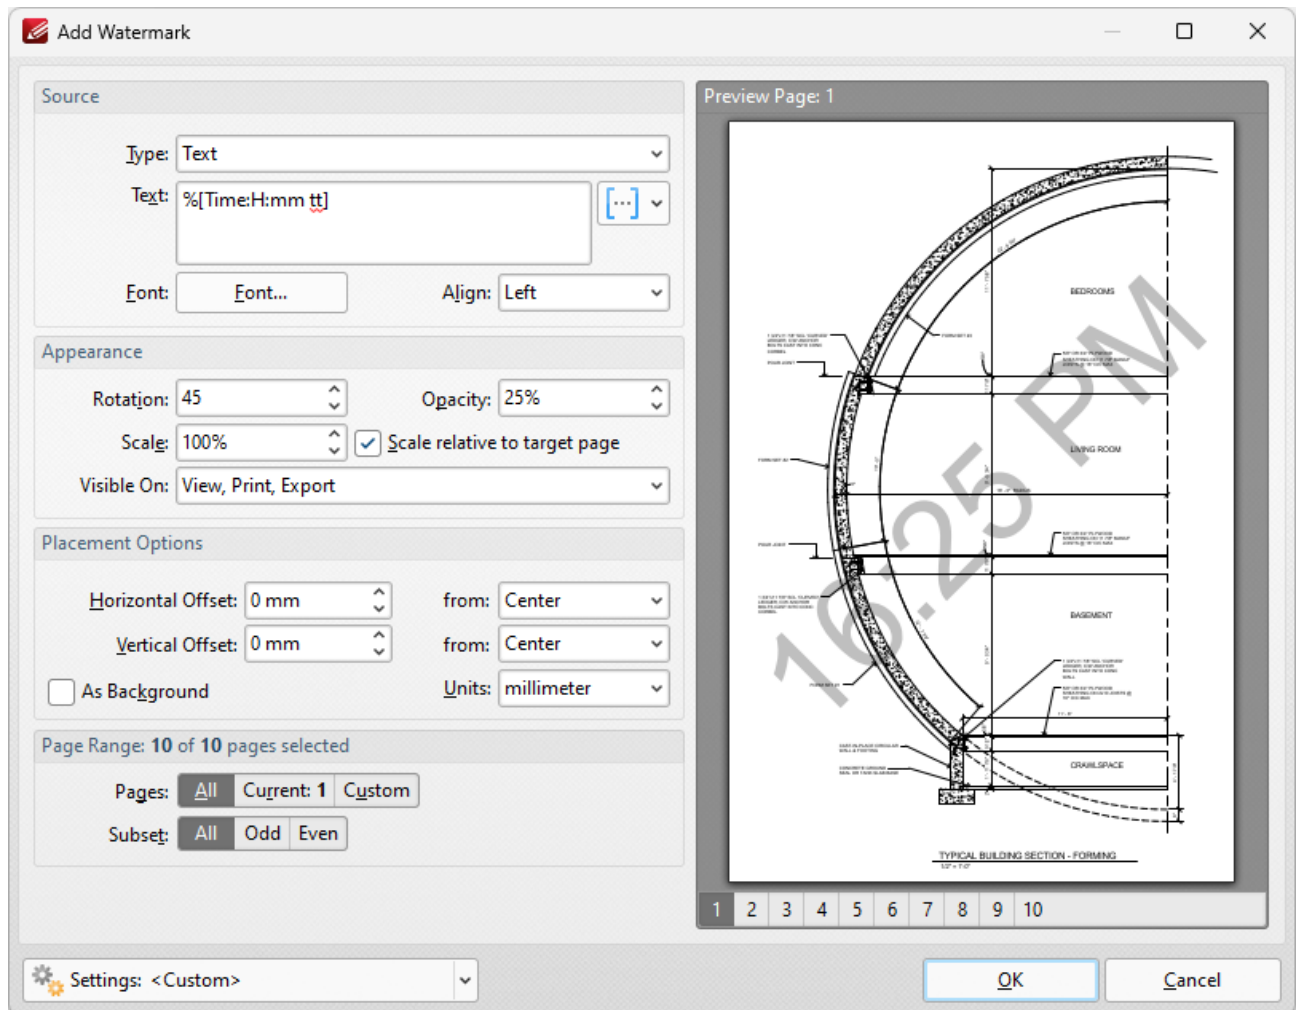 Add Watermark
Source
Type: Text
Text: %[Time:H:mm tt]
Font: Font... Align: Left
Appearance
Rotation: 45 Opacity: 25%
Scale: 100% Scale relative to target page
Visible On: View, Print, Export
Placement Options
Horizontal Offset: 0 mm from: Center
Vertical Offset: 0 mm from: Center
As Background Units: millimeter
Page Range: 10 of 10 pages selected
Pages: All Current: 1 Custom
Subset: All Odd Even
Preview Page: 1
BEDROOMS
LIVING ROOM
16:25 PM
BASEMENT
CRAWLSPACE
TYPICAL BUILDING SECTION - FORMING
1 2 3 4 5 6 7 8 9 10
Settings: <Custom>
OK Cancel